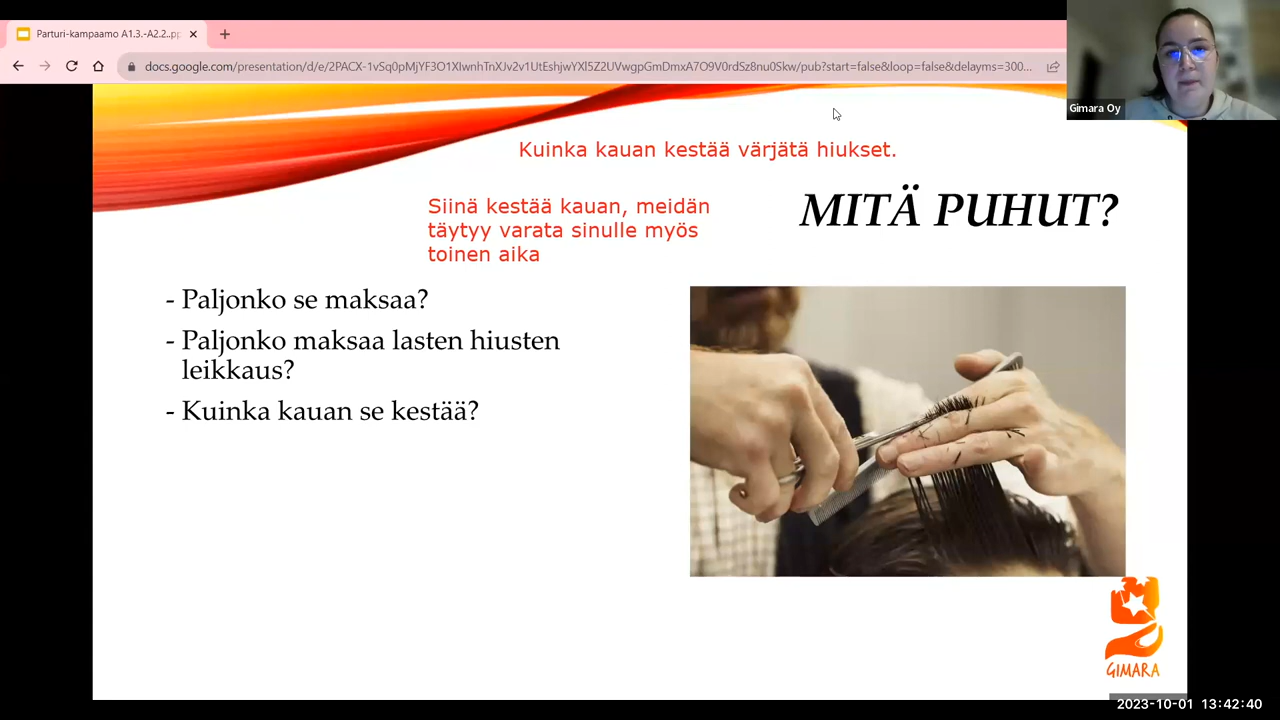 Parturi-kampaamo A1.3.-A2.2..pp
docs.google.com/presentation/d/e/2PACX-1vSq0pMjYF3O1XIwnhTnXJv2v1UtEshjwYXl5Z2UVwgpGmDmxA7O9V0rdSz8nu0Skw/pub?start=false&loop=false&delayms=300...
Gimara Oy
Kuinka kauan kestää värjätä hiukset.
MITÄ PUHUT?
Siinä kestää kauan, meidän
täytyy varata sinulle myös
toinen aika
- Paljonko se maksaa?
- Paljonko maksaa lasten hiusten
leikkaus?
- Kuinka kauan se kestää?
GIMARA
2023-10-01 13:42:40